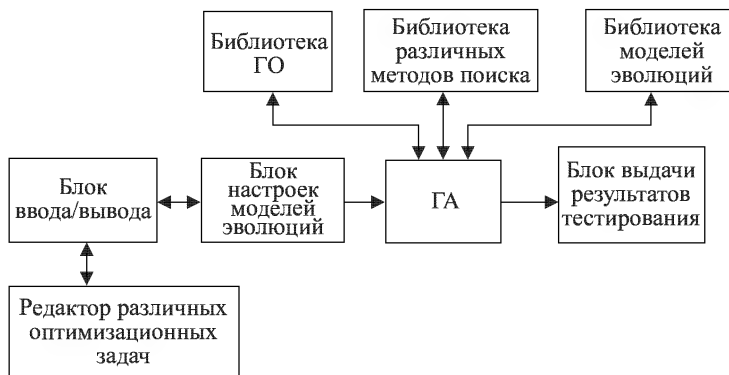 Библиотека
ГО
Библиотека
различных
методов поиска
Библиотека
моделей
эволюций
Блок
ввода/вывода
Блок
настроек
моделей
эволюций
ГА
Блок выдачи
результатов
тестирования
Редактор различных
оптимизационных
задач